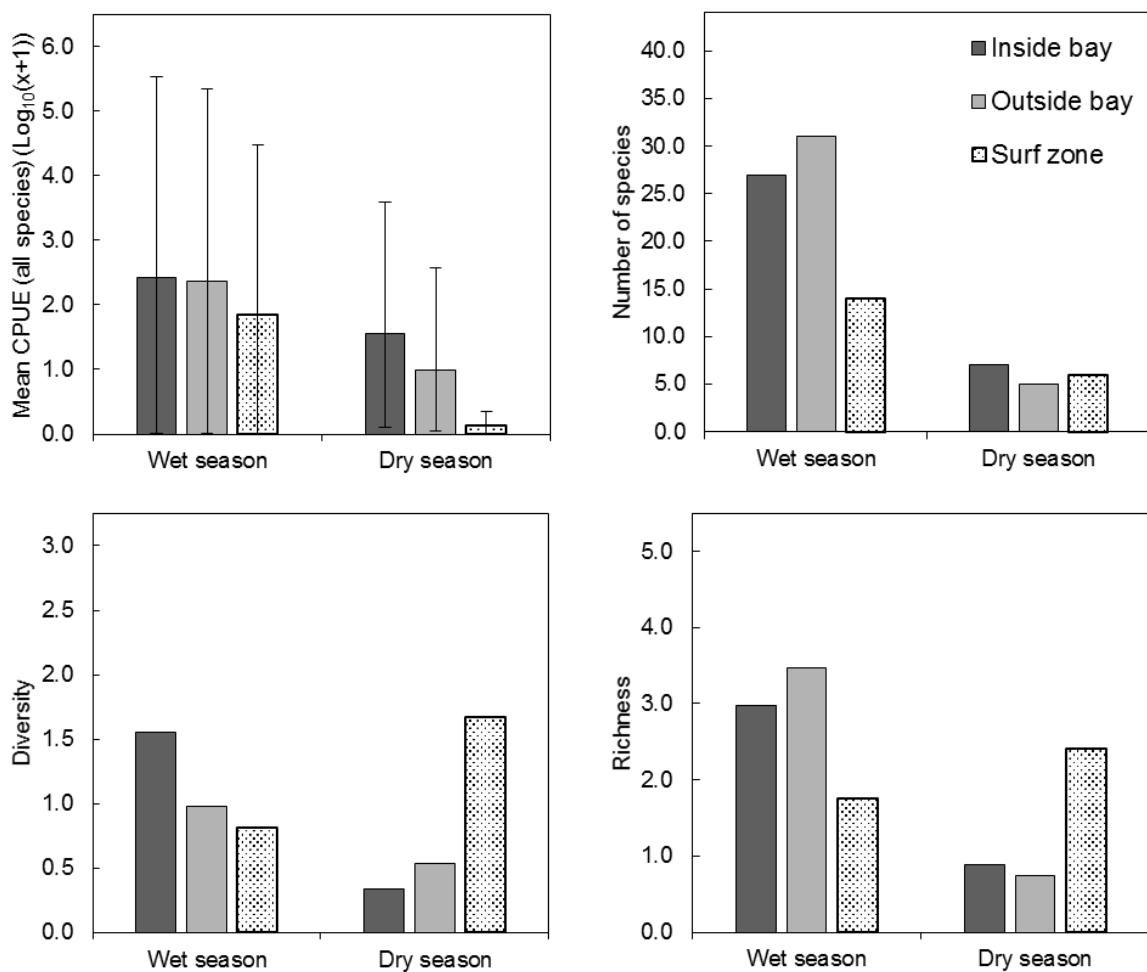 Mean CPUE (all species) (Log₁₀(x+1))
6.0
5.0
4.0
3.0
2.0
1.0
0.0
Wet season
Dry season
Number of species
40.0
35.0
30.0
25.0
20.0
15.0
10.0
5.0
0.0
Inside bay
Outside bay
Surf zone
Wet season
Dry season
Diversity
3.0
2.5
2.0
1.5
1.0
0.5
0.0
Wet season
Dry season
Richness
5.0
4.0
3.0
2.0
1.0
0.0
Wet season
Dry season